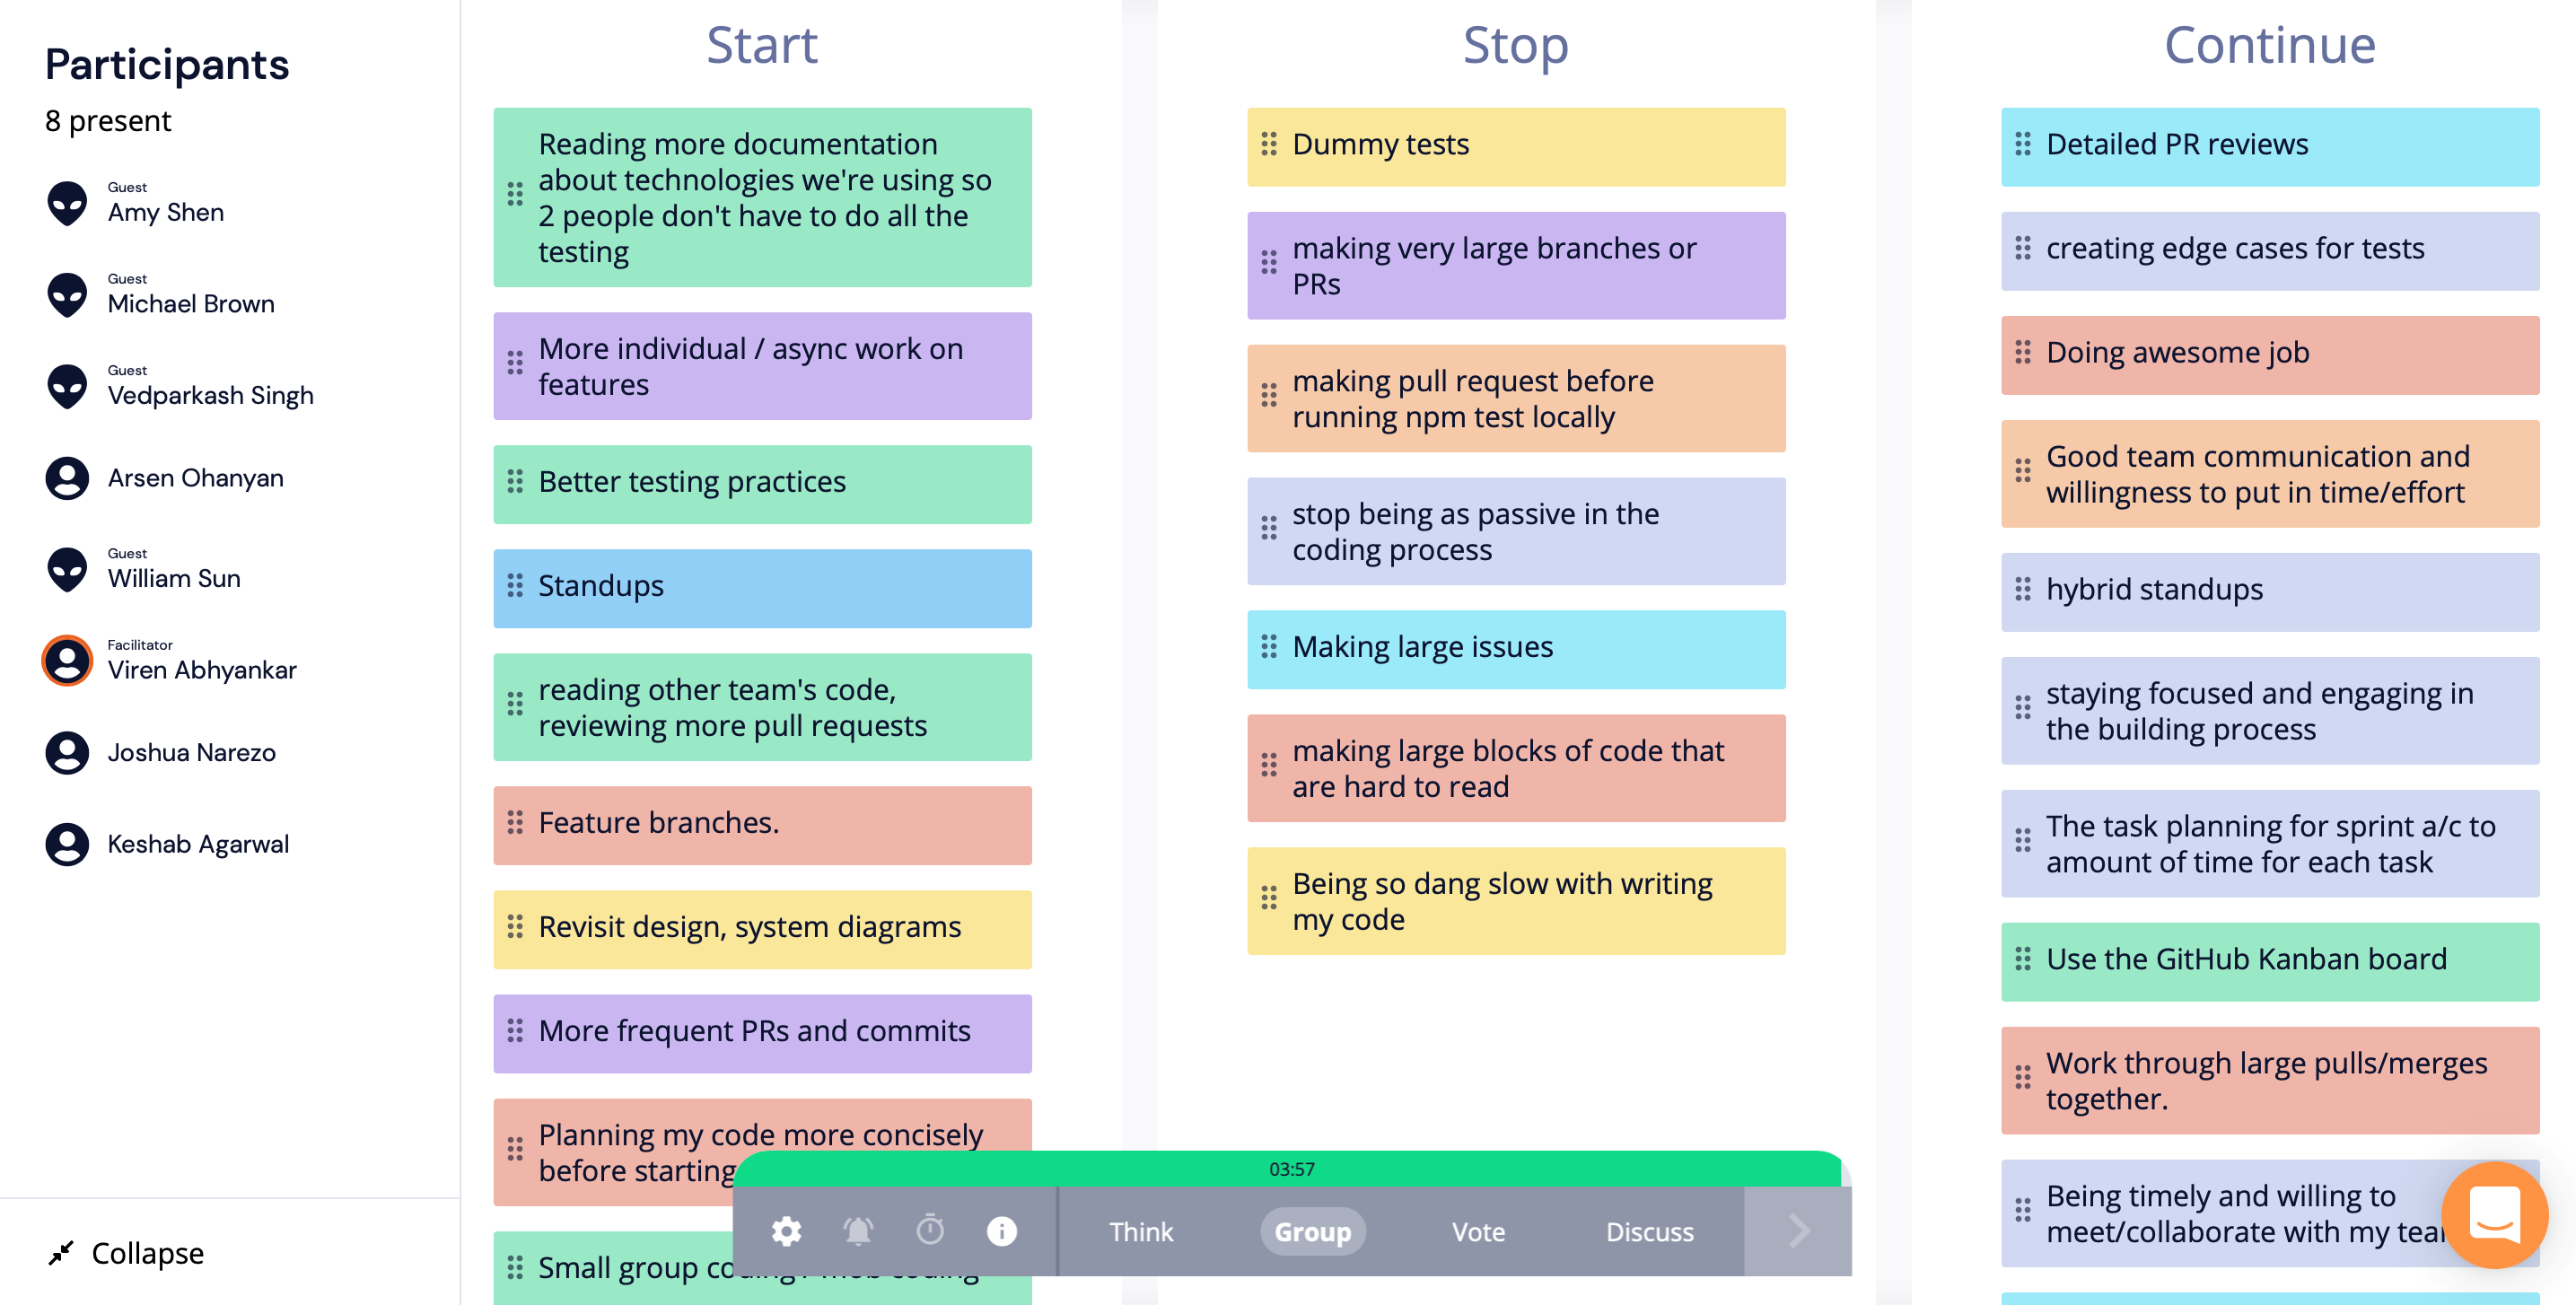 Participants
8 present
Guest
Amy Shen
Guest
Michael Brown
Guest
Vedparkash Singh
Arsen Ohanyan
Guest
William Sun
Facilitator
Viren Abhyankar
Joshua Narezo
Keshab Agarwal
Collapse
Start
Reading more documentation
about technologies we're using so
2 people don't have to do all the
testing
More individual / async work on
features
Better testing practices
Standups
reading other team's code,
reviewing more pull requests
Feature branches.
Revisit design, system diagrams
More frequent PRs and commits
Planning my code more concisely
before starting
Small group coding / mob coding
Stop
Dummy tests
making very large branches or
PRs
making pull request before
running npm test locally
stop being as passive in the
coding process
Making large issues
making large blocks of code that
are hard to read
Being so dang slow with writing
my code
Continue
Detailed PR reviews
creating edge cases for tests
Doing awesome job
Good team communication and
willingness to put in time/effort
hybrid standups
staying focused and engaging in
the building process
The task planning for sprint a/c to
amount of time for each task
Use the GitHub Kanban board
Work through large pulls/merges
together.
Being timely and willing to
meet/collaborate with my
03:57
Think
Group
Vote
Discuss